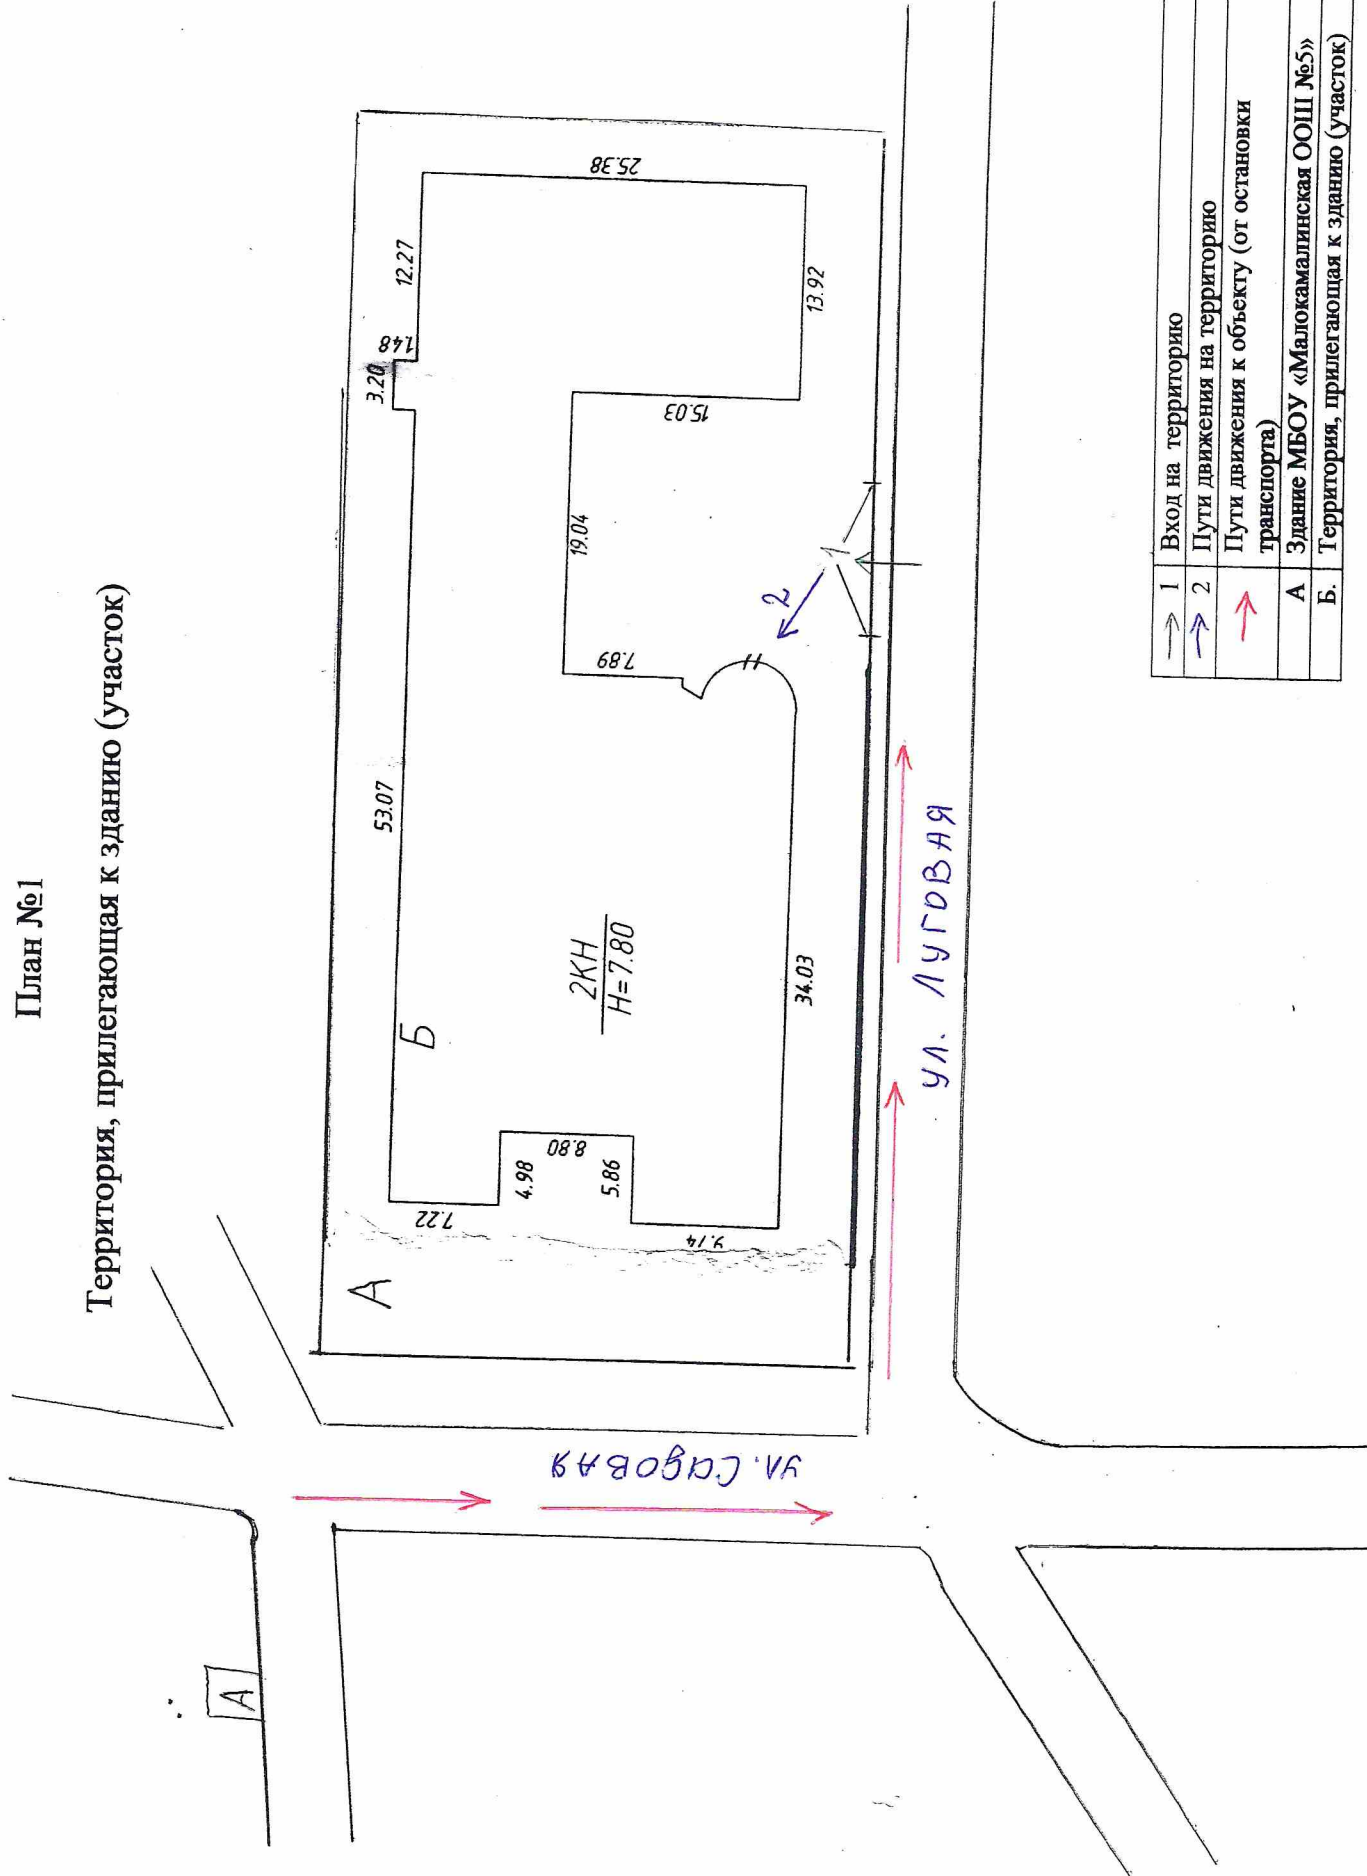 План №1
Территория, прилегающая к зданию (участок)
3.20
1.48
12.27
25.38
53.07
19.04
15.03
13.92
7.89
2
1
А
Б
7.22
4.98
8.80
5.86
9.14
2КН
Н=7.80
34.03
А
ул. Садовая
ул. Луговая
1 Вход на территорию
2 Пути движения на территорию
Пути движения к объекту (от остановки
транспорта)
А Здание МБОУ «Малокамалинская ООШ №5»
Б. Территория, прилегающая к зданию (участок)